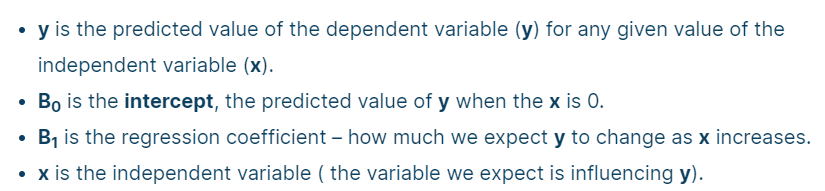 • y is the predicted value of the dependent variable (y) for any given value of the
independent variable (x).
• B₀ is the intercept, the predicted value of y when the x is 0.
• B₁ is the regression coefficient – how much we expect y to change as x increases.
• x is the independent variable ( the variable we expect is influencing y).